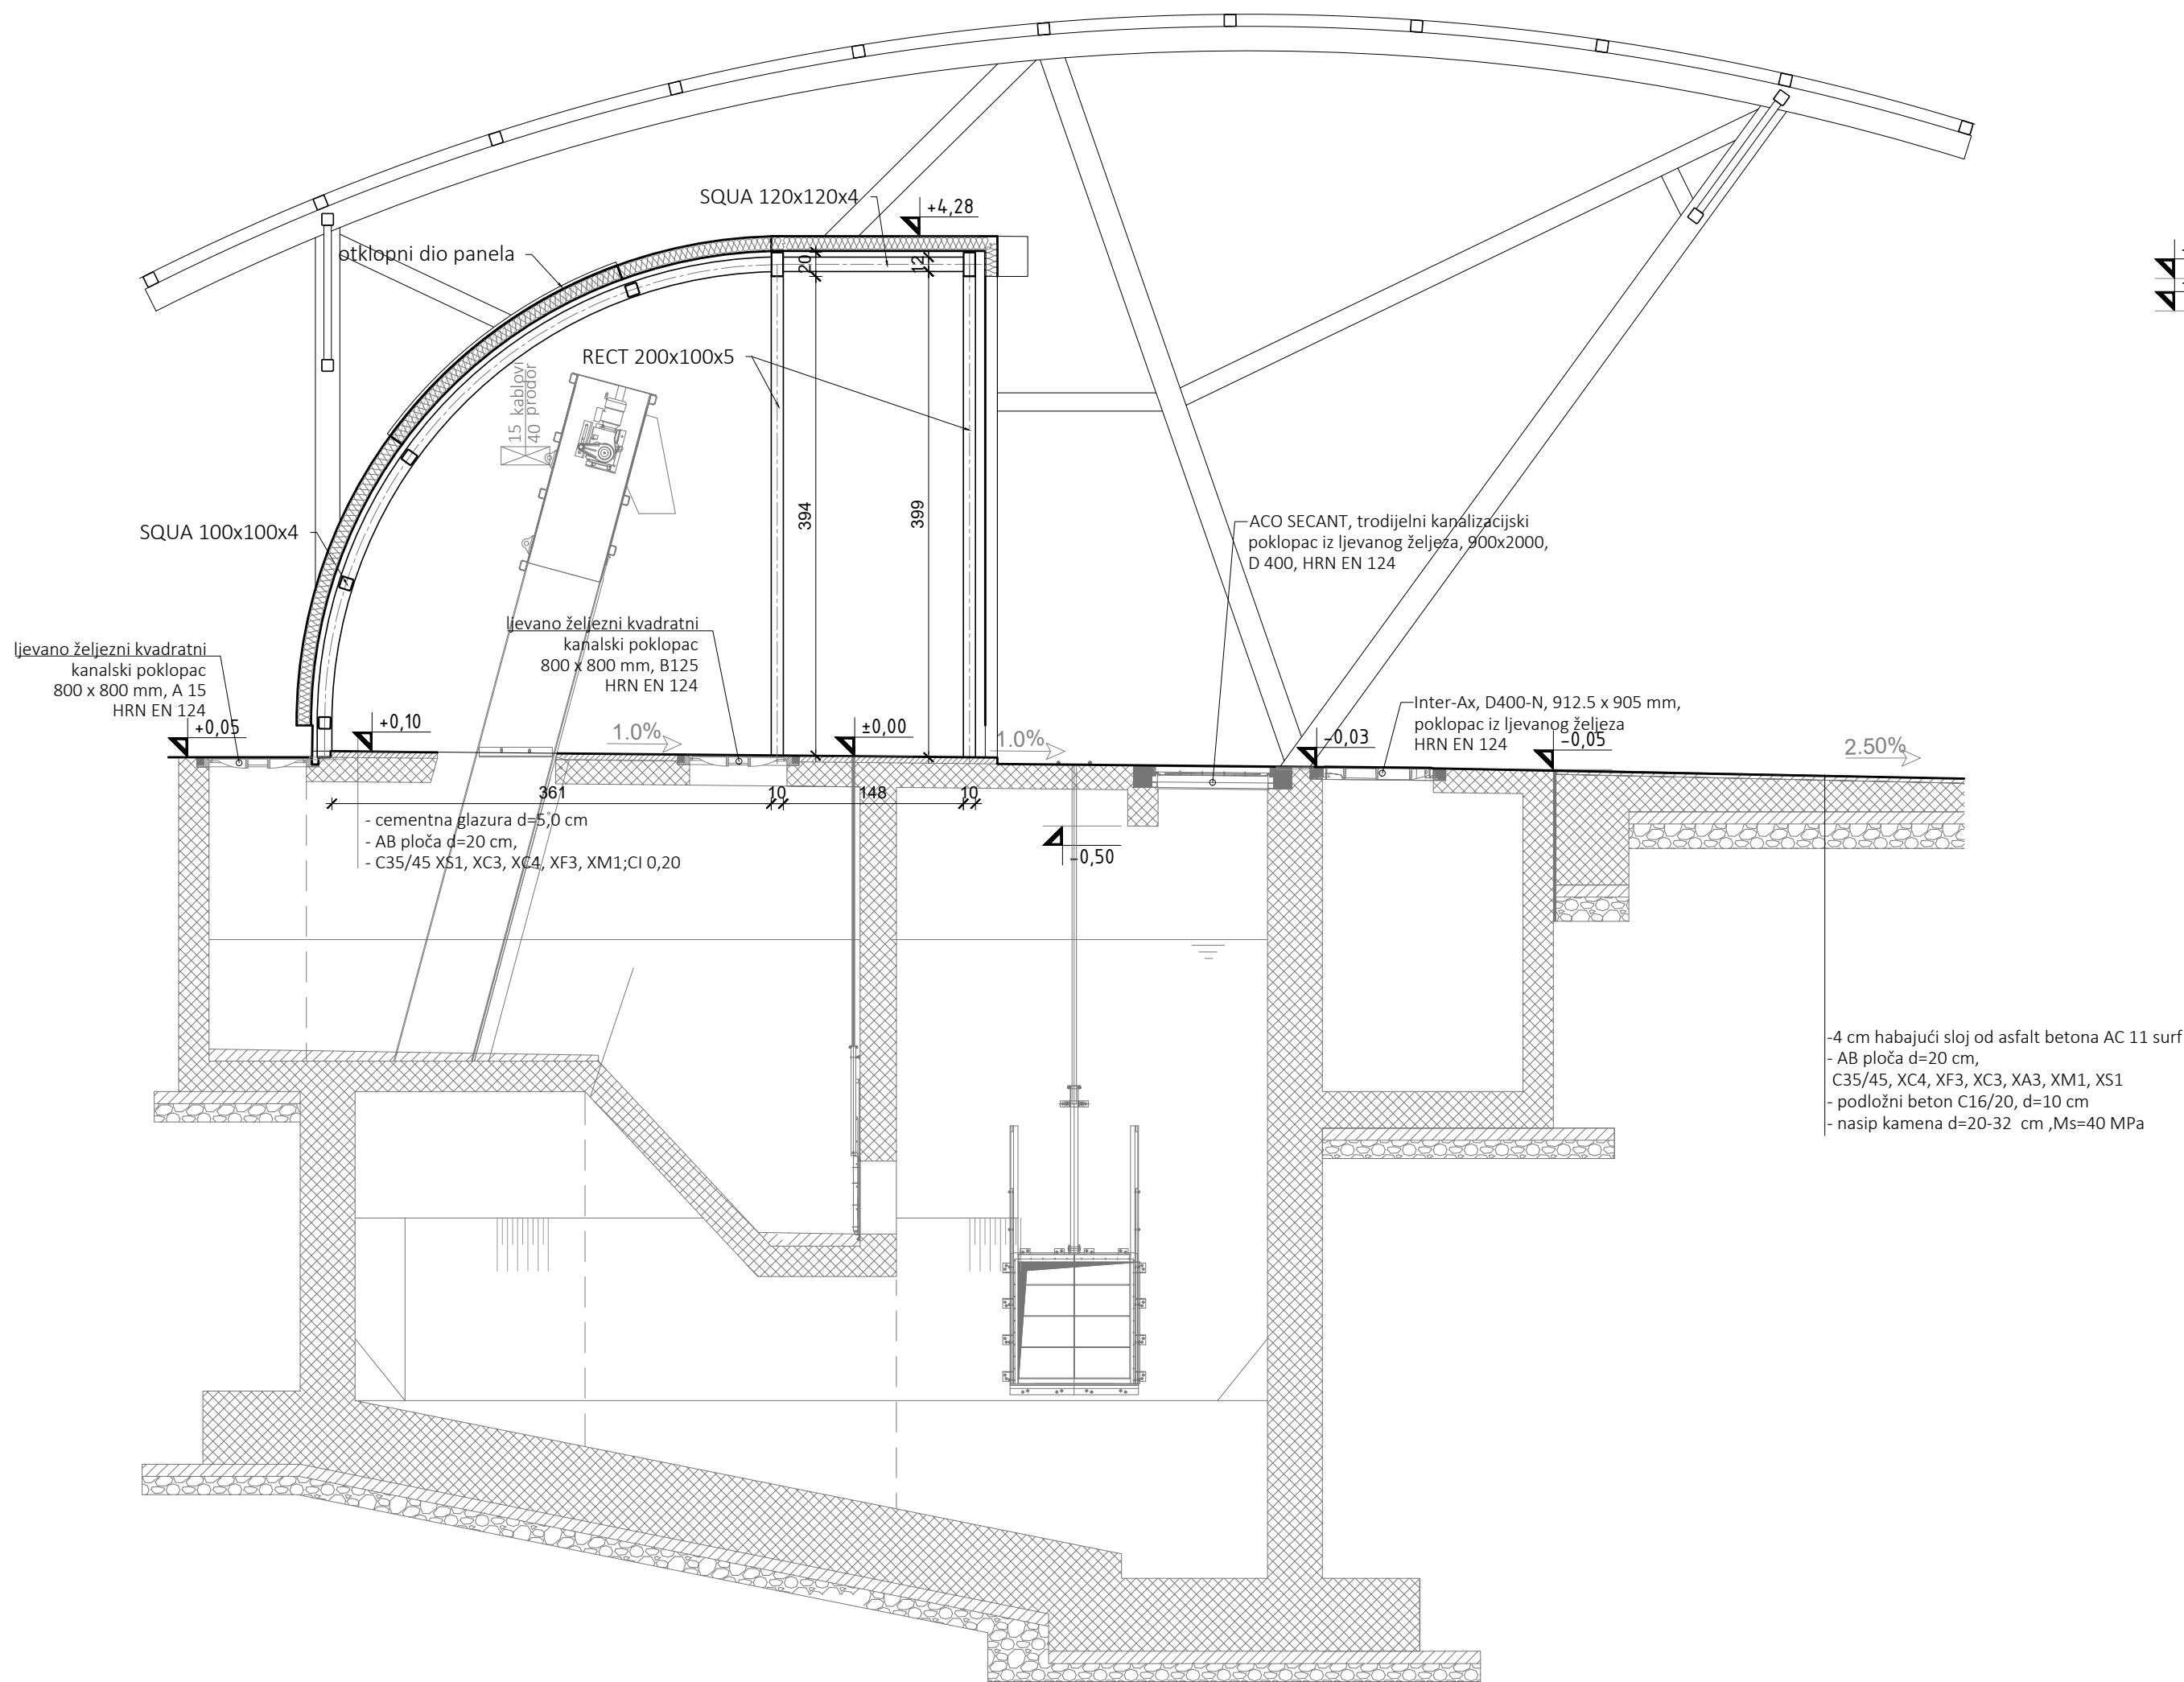 SQUA 120x120x4
+4,28
otklopni dio panela
20
12
RECT 200x100x5
15 kablovi
40 prodor
394
399
SQUA 100x100x4
ACO SECANT, trodijelni kanalizacijski
poklopac iz ljevanog željeza, 900x2000,
D 400, HRN EN 124
ljevano željezni kvadratni
kanalski poklopac
800 x 800 mm, B125
HRN EN 124
ljevano željezni kvadratni
kanalski poklopac
800 x 800 mm, A 15
HRN EN 124
+0,05
+0,10
1.0%
±0,00
1.0%
-0,03
Inter-Ax, D400-N, 912.5 x 905 mm,
poklopac iz ljevanog željeza
HRN EN 124
-0,05
2.50%
361
10
148
10
- cementna glazura d=5,0 cm
- AB ploča d=20 cm,
- C35/45 XS1, XC3, XC4, XF3, XM1;CI 0,20
-0,50
-4 cm habajući sloj od asfalt betona AC 11 surf
- AB ploča d=20 cm,
C35/45, XC4, XF3, XC3, XA3, XM1, XS1
- podložni beton C16/20, d=10 cm
- nasip kamena d=20-32 cm ,Ms=40 MPa